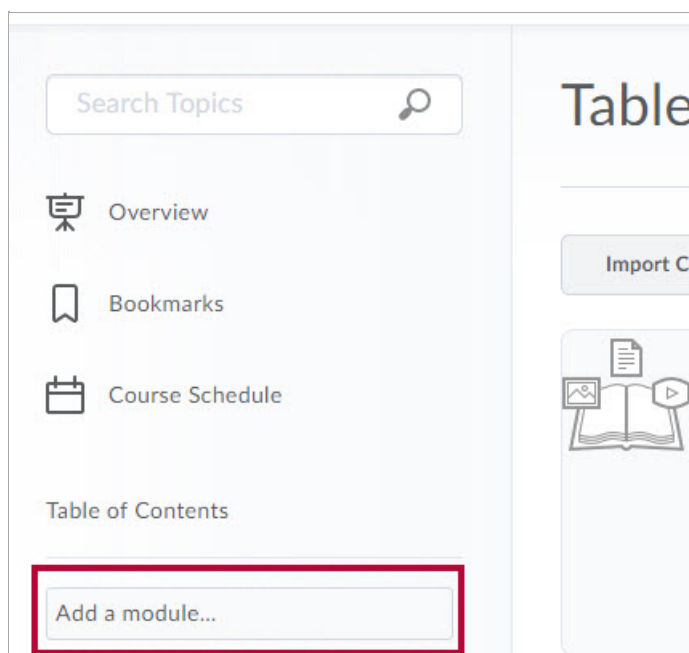 Search Topics
Overview
Bookmarks
Course Schedule
Table of Contents
Add a module...
Table
Import C